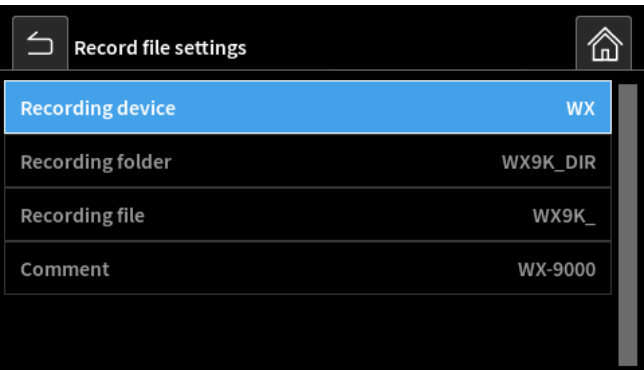 Record file settings
Recording device WX
Recording folder WX9K_DIR
Recording file WX9K_
Comment WX-9000